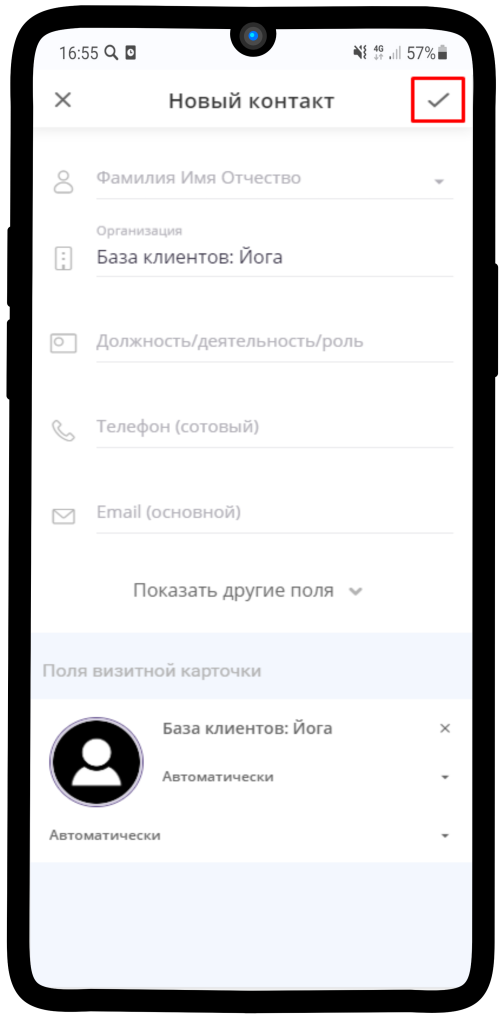 16:55 4G 57%
Новый контакт
Фамилия Имя Отчество
Организация
База клиентов: Йога
Должность/деятельность/роль
Телефон (сотовый)
Email (основной)
Показать другие поля
Поля визитной карточки
База клиентов: Йога
Автоматически
Автоматически